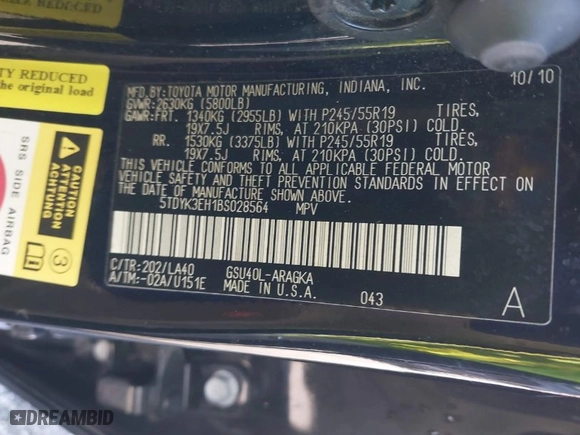 TY REDUCED
the original load
MFD.BY:TOYOTA MOTOR MANUFACTURING, INDIANA, INC. 10/10
GVWR:2630KG (5800LB)
GAWR:FRT. 1340KG (2955LB) WITH P245/55R19 TIRES,
19X7.5J RIMS, AT 210KPA (30PSI) COLD.
RR. 1530KG (3375LB) WITH P245/55R19 TIRES,
19X7.5J RIMS, AT 210KPA (30PSI) COLD.
THIS VEHICLE CONFORMS TO ALL APPLICABLE FEDERAL MOTOR
VEHICLE SAFETY AND THEFT PREVENTION STANDARDS IN EFFECT
ON THE DATE OF MANUFACTURE SHOWN ABOVE.
5TDYK3EH1BS028564 MPV
C/TR:202/LA40 GSU40L-ARAGKA
A/TM:-02A/U151E MADE IN U.S.A. 043
A
SRS SIDE AIRBAG
CAUTION
ATTENTION
ACHTUNG
3
DREAMBID